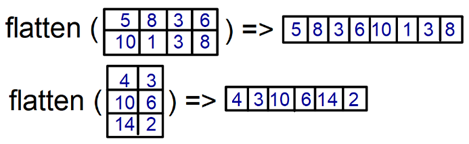 5 8 3 6
flatten ( ) => 5 8 3 6 10 1 3 8
10 1 3 8
4 3
flatten ( 10 6 ) => 4 3 10 6 14 2
14 2